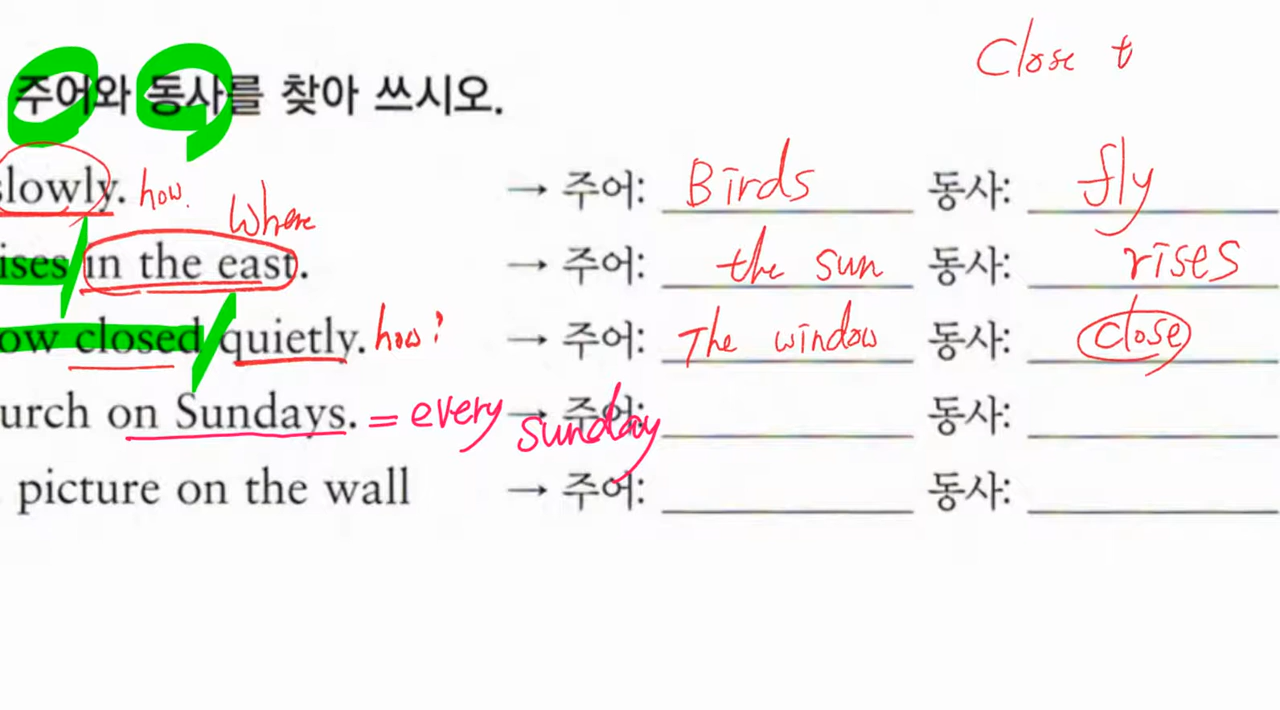 Close t
주어와 동사를 찾아 쓰시오.
slowly. how. → 주어: Birds 동사: fly
where
ises in the east. → 주어: the sun 동사: rises
ow closed quietly. how? → 주어: The window 동사: close
urch on Sundays. = every sunday → 주어: 동사:
picture on the wall → 주어: 동사: